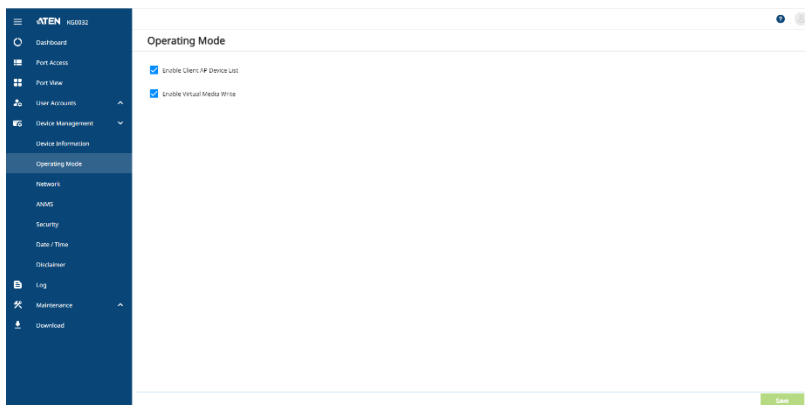 ATEN KG0032
Dashboard
Port Access
Port View
User Accounts
Device Management
Device Information
Operating Mode
Network
ANMS
Security
Date / Time
Disclaimer
Log
Maintenance
Download
?
Operating Mode
Enable Client AP Device List
Enable Virtual Media Write
Save